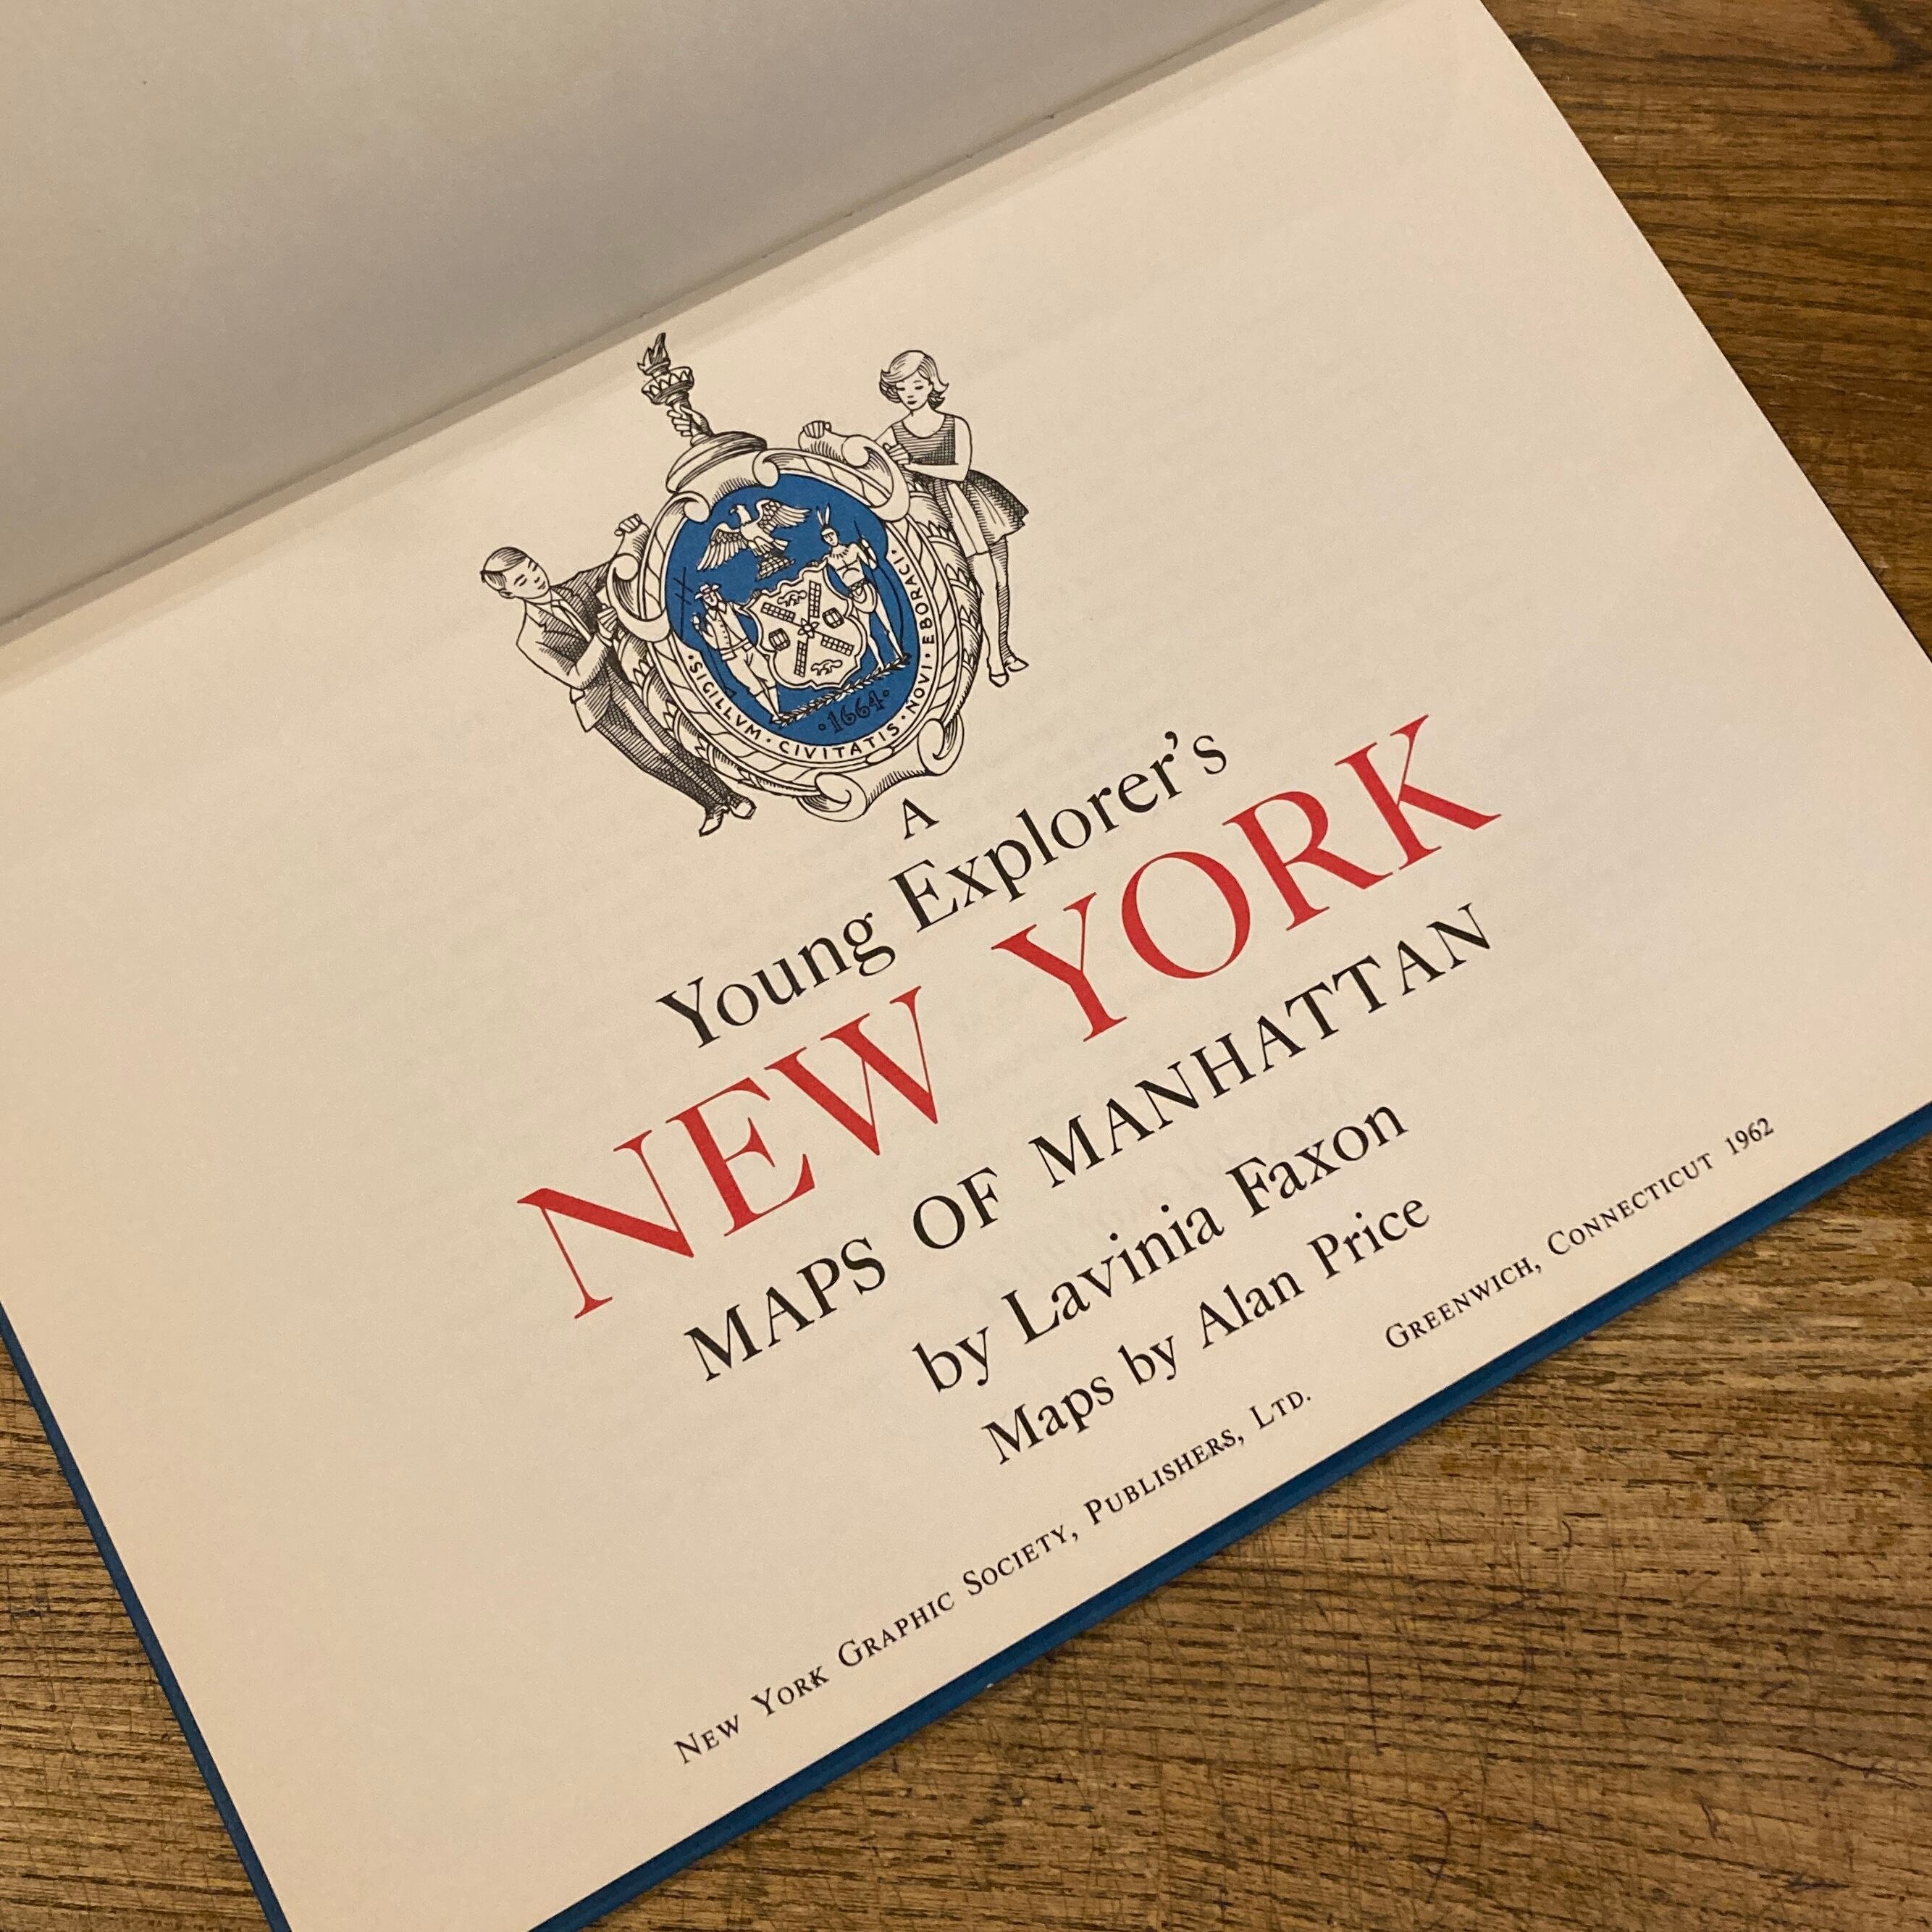 · SIGILLVM · CIVITATIS · NOVI · EBORACI ·
· 1664 ·
A
Young Explorer's
NEW YORK
MAPS OF MANHATTAN
by Lavinia Faxon
Maps by Alan Price
NEW YORK GRAPHIC SOCIETY, PUBLISHERS, LTD. GREENWICH, CONNECTICUT 1962